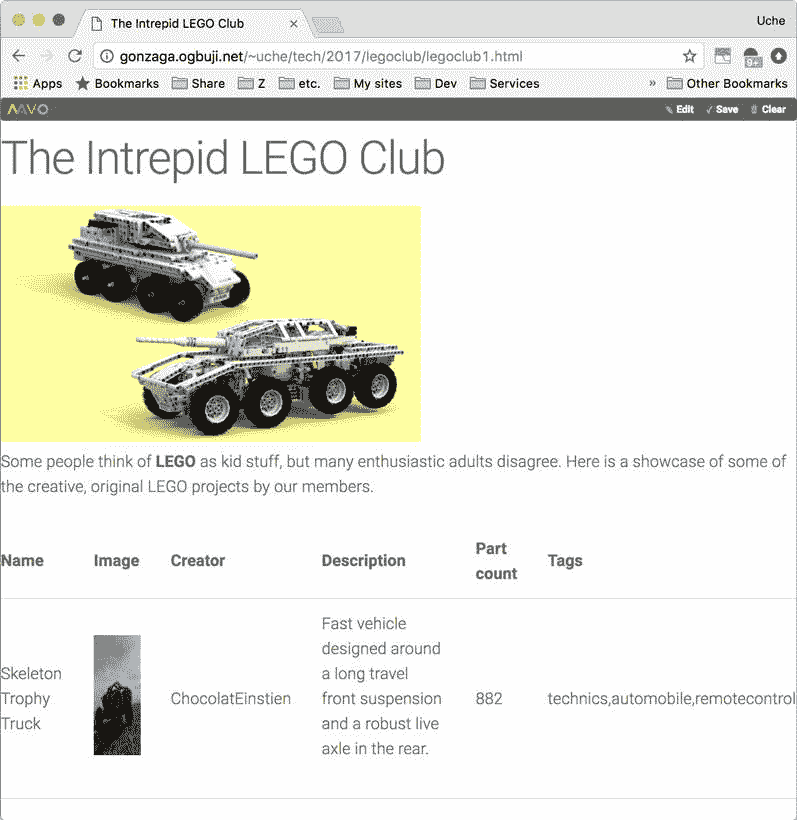 The Intrepid LEGO Club
Uche
gonzaga.ogbuji.net/~uche/tech/2017/legoclub/legoclub1.html
9+
Apps Bookmarks Share Z etc. My sites Dev Services » Other Bookmarks
MAVO Edit Save Clear
The Intrepid LEGO Club
Some people think of LEGO as kid stuff, but many enthusiastic adults disagree. Here is a showcase of some of
the creative, original LEGO projects by our members.
Name Image Creator Description Part count Tags
Skeleton
Trophy
Truck
ChocolatEinstien
Fast vehicle
designed around
a long travel
front suspension
and a robust live
axle in the rear.
882
technics,automobile,remotecontrol